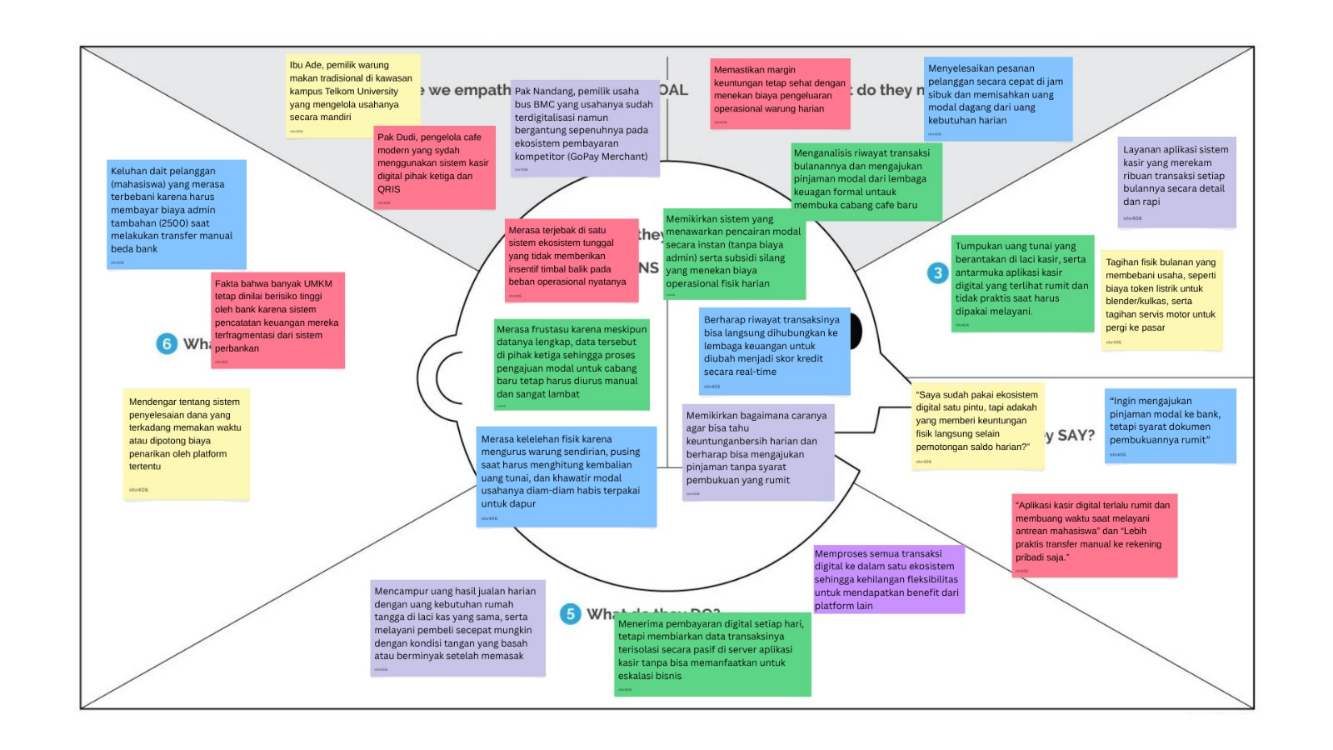 Ibu Ade, pemilik warung
makan tradisional di kawasan
kampus Telkom University
yang mengelola usahanya
secara mandiri
we empath
OAL
Pak Dudi, pengelola cafe
modern yang sydah
menggunakan sistem kasir
digital pihak ketiga dan
QRIS
Pak Nandang, pemilik usaha
bus BMC yang usahanya sudah
terdigitalisasi namun
bergantung sepenuhnya pada
ekosistem pembayaran
kompetitor (GoPay Merchant)
Memastikan margin
keuntungan tetap sehat dengan
menekan biaya pengeluaran
operasional warung harian
do they
Menyelesaikan pesanan
pelanggan secara cepat di jam
sibuk dan memisahkan uang
modal dagang dari uang
kebutuhan harian
Menganalisis riwayat transaksi
bulanannya dan mengajukan
pinjaman modal dari lembaga
keuagan formal untauk
membuka cabang cafe baru
Layanan aplikasi sistem
kasir yang merekam
ribuan transaksi setiap
bulannya secara detail
dan rapi
3
Tumpukan uang tunai yang
berantakan di laci kasir, serta
antarmuka aplikasi kasir
digital yang terlihat rumit dan
tidak praktis saat harus
dipakai melayani.
Tagihan fisik bulanan yang
membebani usaha, seperti
biaya token listrik untuk
blender/kulkas, serta
tagihan servis motor untuk
pergi ke pasar
"Saya sudah pakai ekosistem
digital satu pintu, tapi adakah
yang memberi keuntungan
fisik langsung selain
pemotongan saldo harian?"
SAY?
"Ingin mengajukan
pinjaman modal ke bank,
tetapi syarat dokumen
pembukuannya rumit"
"Aplikasi kasir digital terlalu rumit dan
membuang waktu saat melayani
antrean mahasiswa" dan "Lebih
praktis transfer manual ke rekening
pribadi saja."
5 What do they DO?
Mencampur uang hasil jualan harian
dengan uang kebutuhan rumah
tangga di laci kas yang sama, serta
melayani pembeli secepat mungkin
dengan kondisi tangan yang basah
atau berminyak setelah memasak
Menerima pembayaran digital setiap hari,
tetapi membiarkan data transaksinya
terisolasi secara pasif di server aplikasi
kasir tanpa bisa memanfaatkan untuk
eskalasi bisnis
Memproses semua transaksi
digital ke dalam satu ekosistem
sehingga kehilangan fleksibilitas
untuk mendapatkan benefit dari
platform lain
6 Wha
Keluhan dait pelanggan
(mahasiswa) yang merasa
terbebani karena harus
membayar biaya admin
tambahan (2500) saat
melakukan transfer manual
beda bank
Fakta bahwa banyak UMKM
tetap dinilai berisiko tinggi
oleh bank karena sistem
pencatatan keuangan mereka
terfragmentasi dari sistem
perbankan
Mendengar tentang sistem
penyelesaian dana yang
terkadang memakan waktu
atau dipotong biaya
penarikan oleh platform
tertentu
they
NS
Merasa terjebak di satu
sistem ekosistem tunggal
yang tidak memberikan
insentif timbal balik pada
beban operasional nyatanya
Merasa frustasu karena meskipun
datanya lengkap, data tersebut
di pihak ketiga sehingga proses
pengajuan modal untuk cabang
baru tetap harus diurus manual
dan sangat lambat
Merasa kelelehan fisik karena
mengurus warung sendirian, pusing
saat harus menghitung kembalian
uang tunai, dan khawatir modal
usahanya diam-diam habis terpakai
untuk dapur
Memikirkan sistem yang
menawarkan pencairan modal
secara instan (tanpa biaya
admin) serta subsidi silang
yang menekan biaya
operasional fisik harian
Berharap riwayat transaksinya
bisa langsung dihubungkan ke
lembaga keuangan untuk
diubah menjadi skor kredit
secara real-time
Memikirkan bagaimana caranya
agar bisa tahu
keuntunganbersih harian dan
berharap bisa mengajukan
pinjaman tanpa syarat
pembukuan yang rumit